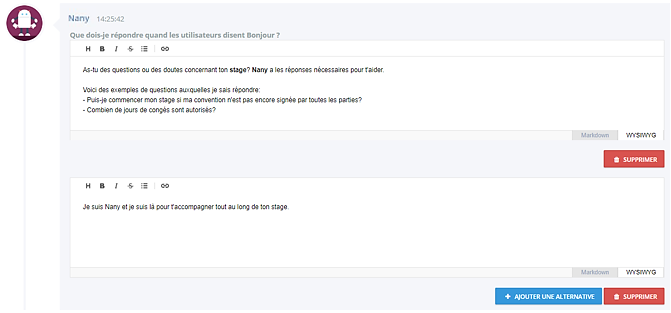 Nany 14:25:42
Que dois-je répondre quand les utilisateurs disent Bonjour ?
H B I S
As-tu des questions ou des doutes concernant ton stage? Nany a les réponses nécessaires pour t'aider.
Voici des exemples de questions auxquelles je sais répondre:
- Puis-je commencer mon stage si ma convention n'est pas encore signée par toutes les parties?
- Combien de jours de congés sont autorisés?
Markdown WYSIWYG
SUPPRIMER
H B I S
Je suis Nany et je suis là pour t'accompagner tout au long de ton stage.
Markdown WYSIWYG
+ AJOUTER UNE ALTERNATIVE SUPPRIMER